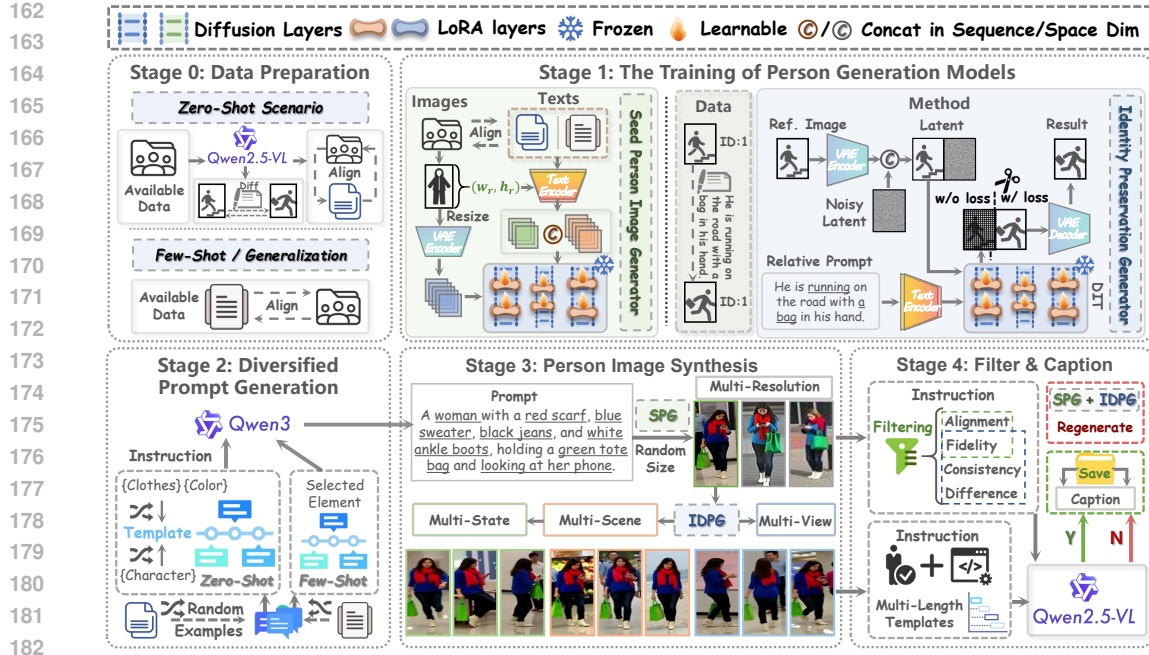 162
163
164
165
166
167
168
169
170
171
172
173
174
175
176
177
178
179
180
181
182
Diffusion Layers
LoRA layers
Frozen
Learnable
©/© Concat in Sequence/Space Dim
Stage 0: Data Preparation
Zero-Shot Scenario
Available
Data
Qwen2.5-VL
Diff
Align
Few-Shot / Generalization
Available
Data
Align
Stage 1: The Training of Person Generation Models
Images
Texts
Align
(wr, hr)
Resize
Text
Encoder
VAE
Encoder
©
Seed Person Image Generator
Data
ID:1
He is running on
the road with a
bag in his hand.
ID:1
Method
Ref. Image
VAE
Encoder
©
Latent
Result
Noisy
Latent
w/o loss
w/ loss
VAE
Decoder
Relative Prompt
He is running on
the road with a
bag in his hand.
Text
Encoder
DIT
Identity Preservation Generator
Stage 2: Diversified
Prompt Generation
Qwen3
Instruction
{Clothes} {Color}
Template
{Character}
Zero-Shot
Selected
Element
Few-Shot
Random
Examples
Stage 3: Person Image Synthesis
Prompt
A woman with a red scarf, blue
sweater, black jeans, and white
ankle boots, holding a green tote
bag and looking at her phone.
SPG
Random
Size
Multi-Resolution
Multi-State
Multi-Scene
IDPG
Multi-View
Stage 4: Filter & Caption
Instruction
Filtering
Alignment
Fidelity
Consistency
Difference
SPG + IDPG
Regenerate
Save
Caption
Y
N
Instruction
Multi-Length
Templates
Qwen2.5-VL